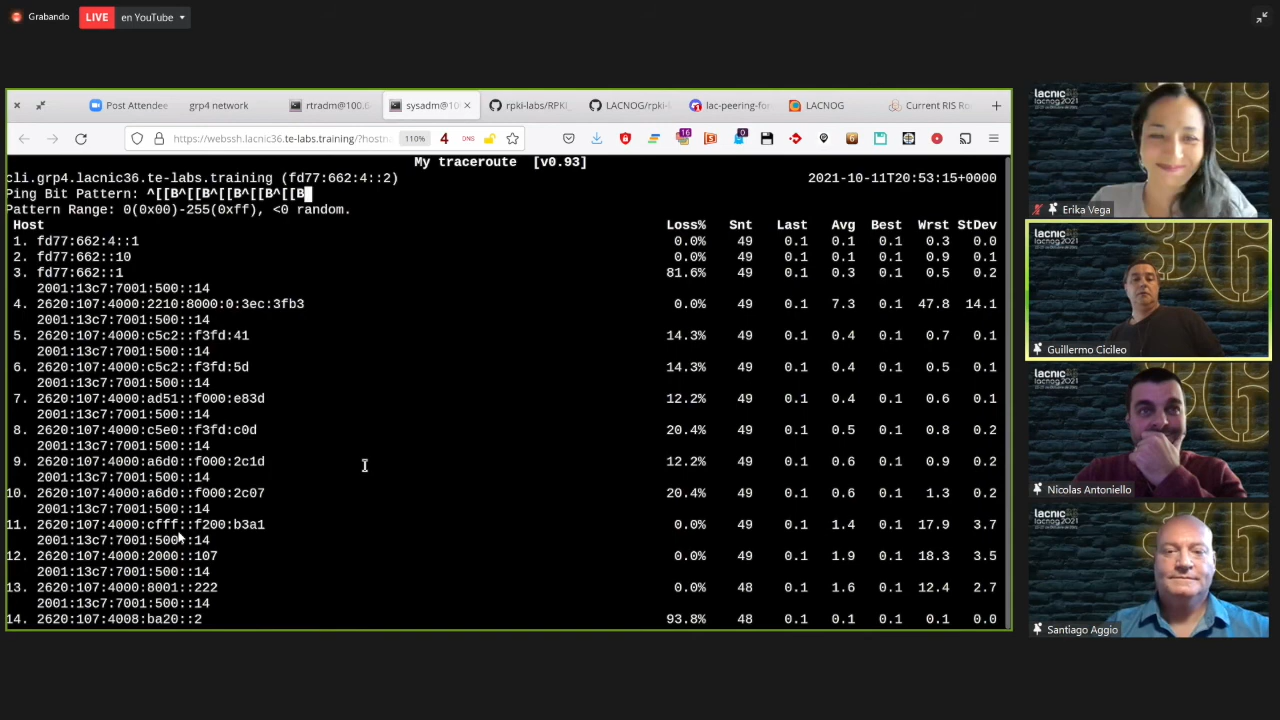 Grabando
LIVE
en YouTube
Post Attendee
grp4 network
rtradm@100.6
sysadm@10
rpki-labs/RPKI_
LACNOG/rpki-l
lac-peering-for
LACNOG
Current RIS Ro
https://webssh.lacnic36.te-labs.training/?hostn
110%
4
DNS
16
0
6
My traceroute [v0.93]
cli.grp4.lacnic36.te-labs.training (fd77:662:4::2) 2021-10-11T20:53:15+0000
Ping Bit Pattern: ^[[B^[[B^[[B^[[B^[[B
Pattern Range: 0(0x00)-255(0xff), <0 random.
Host Loss% Snt Last Avg Best Wrst StDev
1. fd77:662:4::1 0.0% 49 0.1 0.1 0.1 0.3 0.0
2. fd77:662::10 0.0% 49 0.1 0.1 0.1 0.9 0.1
3. fd77:662::1 81.6% 49 0.1 0.3 0.1 0.5 0.2
2001:13c7:7001:500::14
4. 2620:107:4000:2210:8000:0:3ec:3fb3 0.0% 49 0.1 7.3 0.1 47.8 14.1
2001:13c7:7001:500::14
5. 2620:107:4000:c5c2::f3fd:41 14.3% 49 0.1 0.4 0.1 0.7 0.1
2001:13c7:7001:500::14
6. 2620:107:4000:c5c2::f3fd:5d 14.3% 49 0.1 0.4 0.1 0.5 0.1
2001:13c7:7001:500::14
7. 2620:107:4000:ad51::f000:e83d 12.2% 49 0.1 0.4 0.1 0.6 0.1
2001:13c7:7001:500::14
8. 2620:107:4000:c5e0::f3fd:c0d 20.4% 49 0.1 0.5 0.1 0.8 0.2
2001:13c7:7001:500::14
9. 2620:107:4000:a6d0::f000:2c1d 12.2% 49 0.1 0.6 0.1 0.9 0.2
2001:13c7:7001:500::14
10. 2620:107:4000:a6d0::f000:2c07 20.4% 49 0.1 0.6 0.1 1.3 0.2
2001:13c7:7001:500::14
11. 2620:107:4000:cfff::f200:b3a1 0.0% 49 0.1 1.4 0.1 17.9 3.7
2001:13c7:7001:500::14
12. 2620:107:4000:2000::107 0.0% 49 0.1 1.9 0.1 18.3 3.5
2001:13c7:7001:500::14
13. 2620:107:4000:8001::222 0.0% 48 0.1 1.6 0.1 12.4 2.7
2001:13c7:7001:500::14
14. 2620:107:4008:ba20::2 93.8% 48 0.1 0.1 0.1 0.1 0.0
lacnic
lacnog2021
Erika Vega
lacnic
lacnog2021
36
Guillermo Cicileo
lacnic
lacnog2021
36
Nicolas Antoniello
lacnic
lacnog2021
36
Santiago Aggio